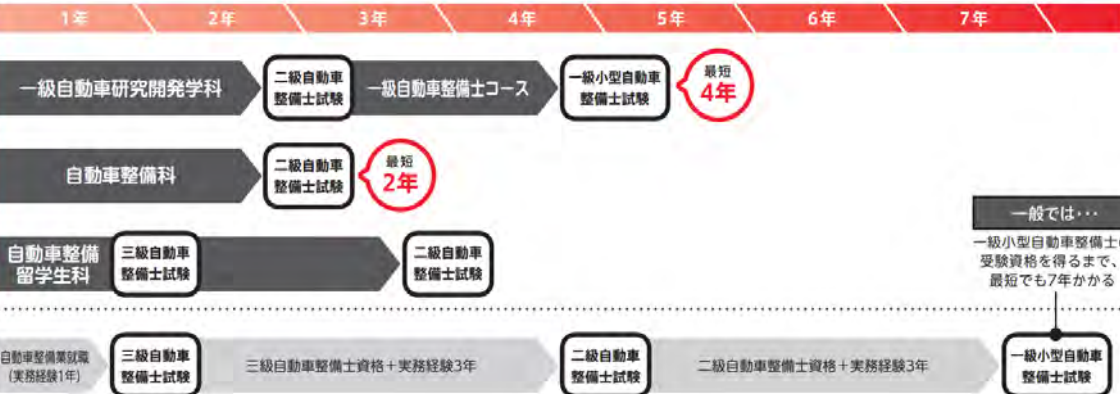 1年 2年 3年 4年 5年 6年 7年
一級自動車研究開発学科
二級自動車
整備士試験
一級自動車整備士コース
一級小型自動車
整備士試験
最短
4年
自動車整備科
二級自動車
整備士試験
最短
2年
自動車整備
留学生科
三級自動車
整備士試験
二級自動車
整備士試験
一般では・・・
一級小型自動車整備士
受験資格を得るまで、
最短でも7年かかる
自動車整備業就職
(実務経験1年)
三級自動車
整備士試験
三級自動車整備士資格＋実務経験3年
二級自動車
整備士試験
二級自動車整備士資格＋実務経験3年
一級小型自動車
整備士試験